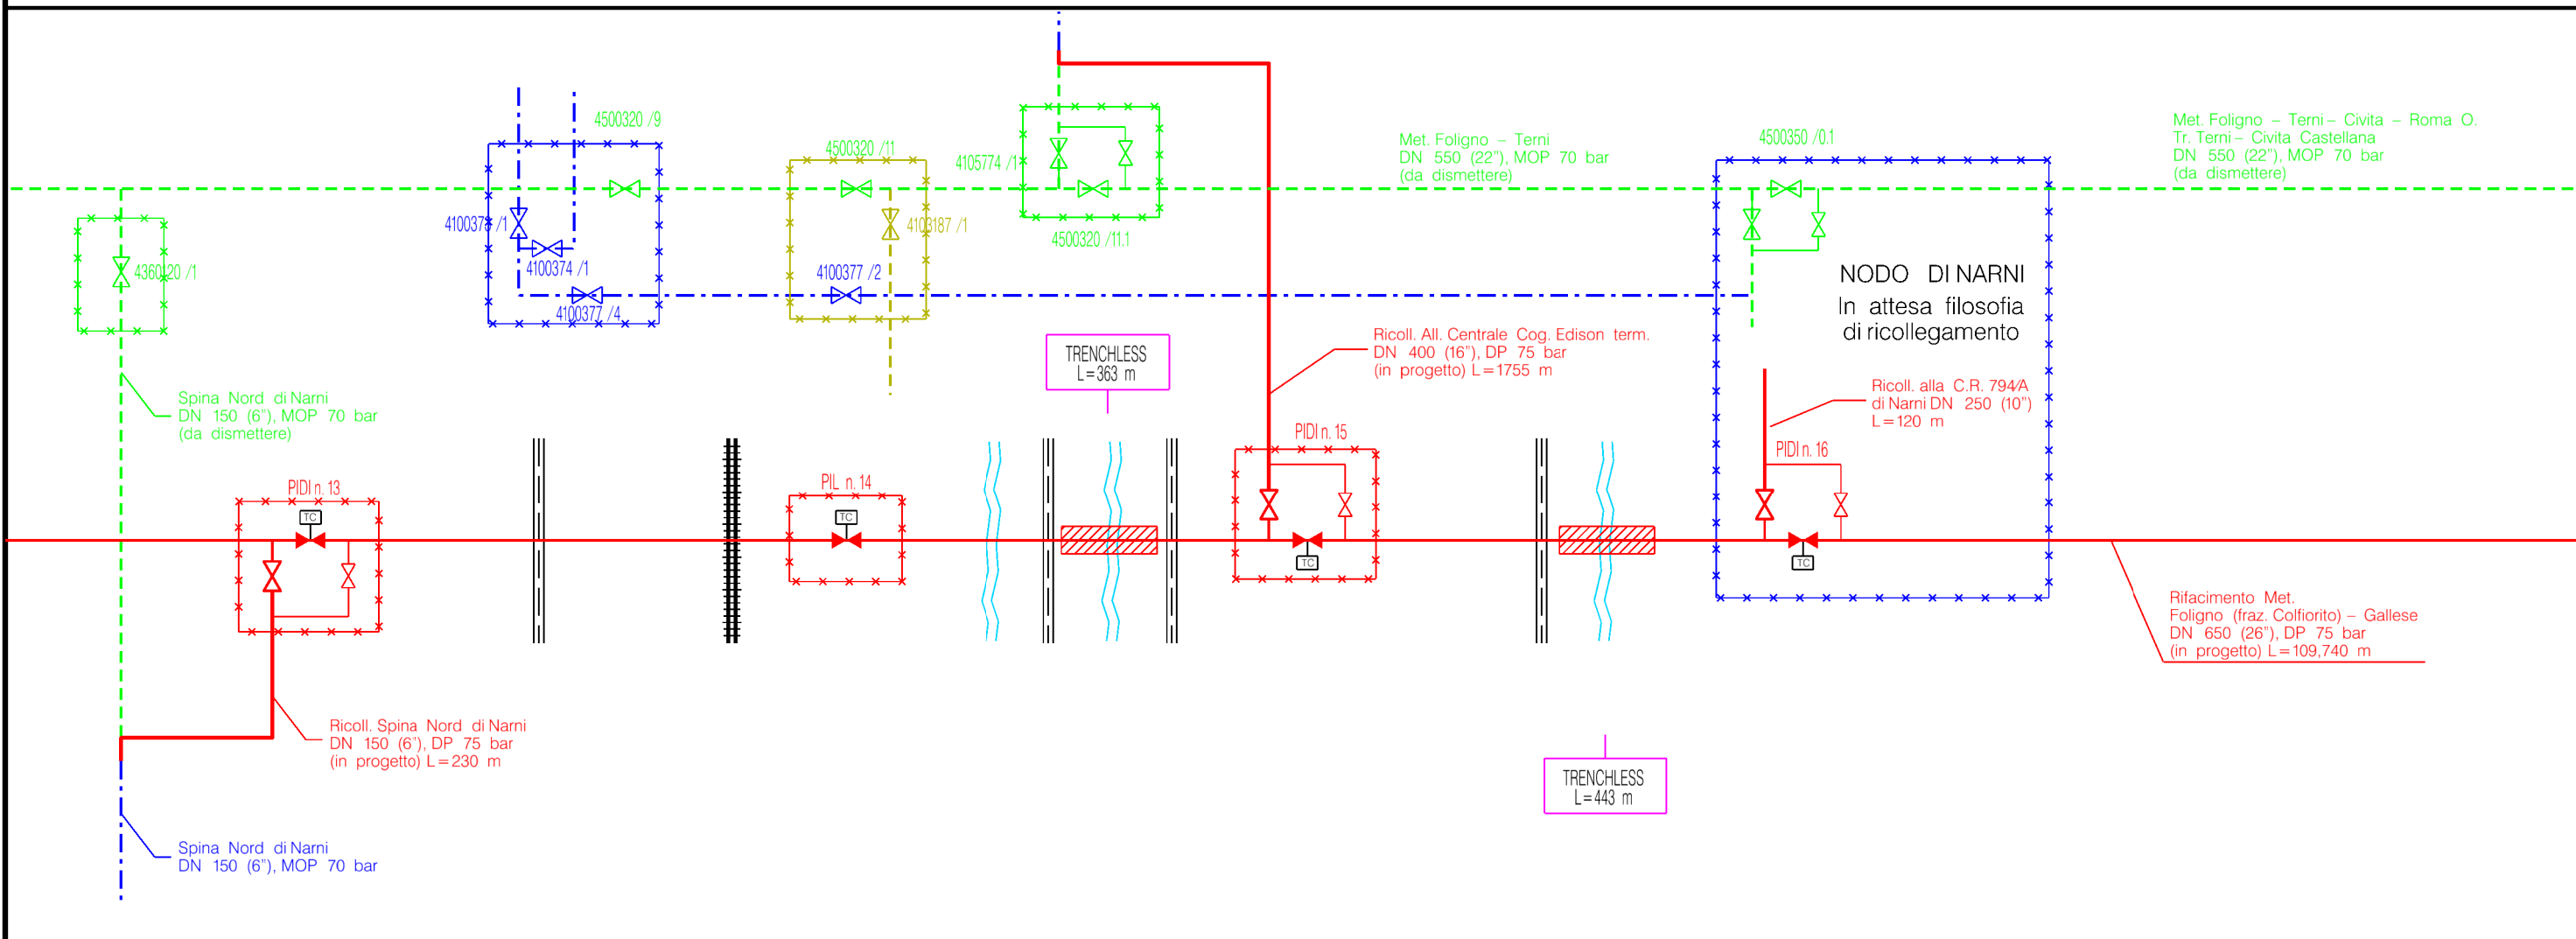 4500320 /9
4500320 /11
4105774 /1
4500320 /11.1
Met. Foligno – Terni
DN 550 (22"), MOP 70 bar
(da dismettere)
4500350 /0.1
Met. Foligno – Terni – Civita – Roma O.
Tr. Terni – Civita Castellana
DN 550 (22"), MOP 70 bar
(da dismettere)
4100374 /1
4100377 /4
4100377 /2
4103187 /1
NODO DI NARNI
In attesa filosofia
di ricollegamento
TRENCHLESS
L=363 m
Ricoll. All. Centrale Cog. Edison term.
DN 400 (16"), DP 75 bar
(in progetto) L=1755 m
Ricoll. alla C.R. 794/A
di Narni DN 250 (10")
L=120 m
Spina Nord di Narni
DN 150 (6"), MOP 70 bar
(da dismettere)
PIDI n. 13
TC
PIL n. 14
TC
PIDI n. 15
TC
PIDI n. 16
TC
Rifacimento Met.
Foligno (fraz. Colfiorito) – Gallese
DN 650 (26"), DP 75 bar
(in progetto) L=109,740 m
Ricoll. Spina Nord di Narni
DN 150 (6"), DP 75 bar
(in progetto) L=230 m
TRENCHLESS
L=443 m
Spina Nord di Narni
DN 150 (6"), MOP 70 bar